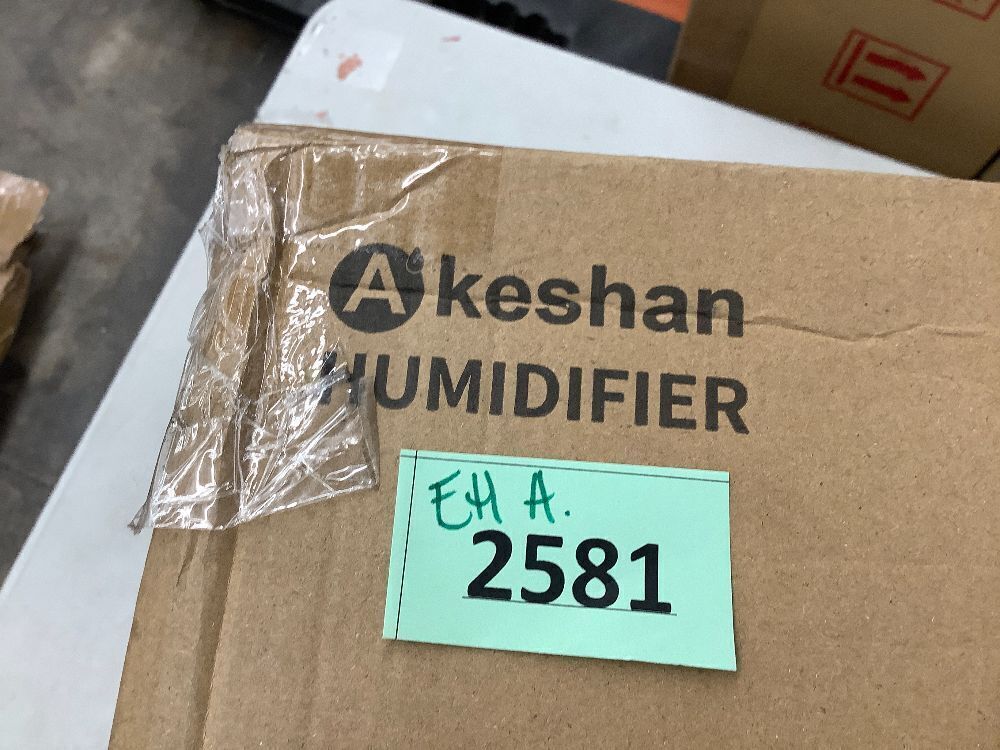 Akeshan
HUMIDIFIER
EH A.
2581